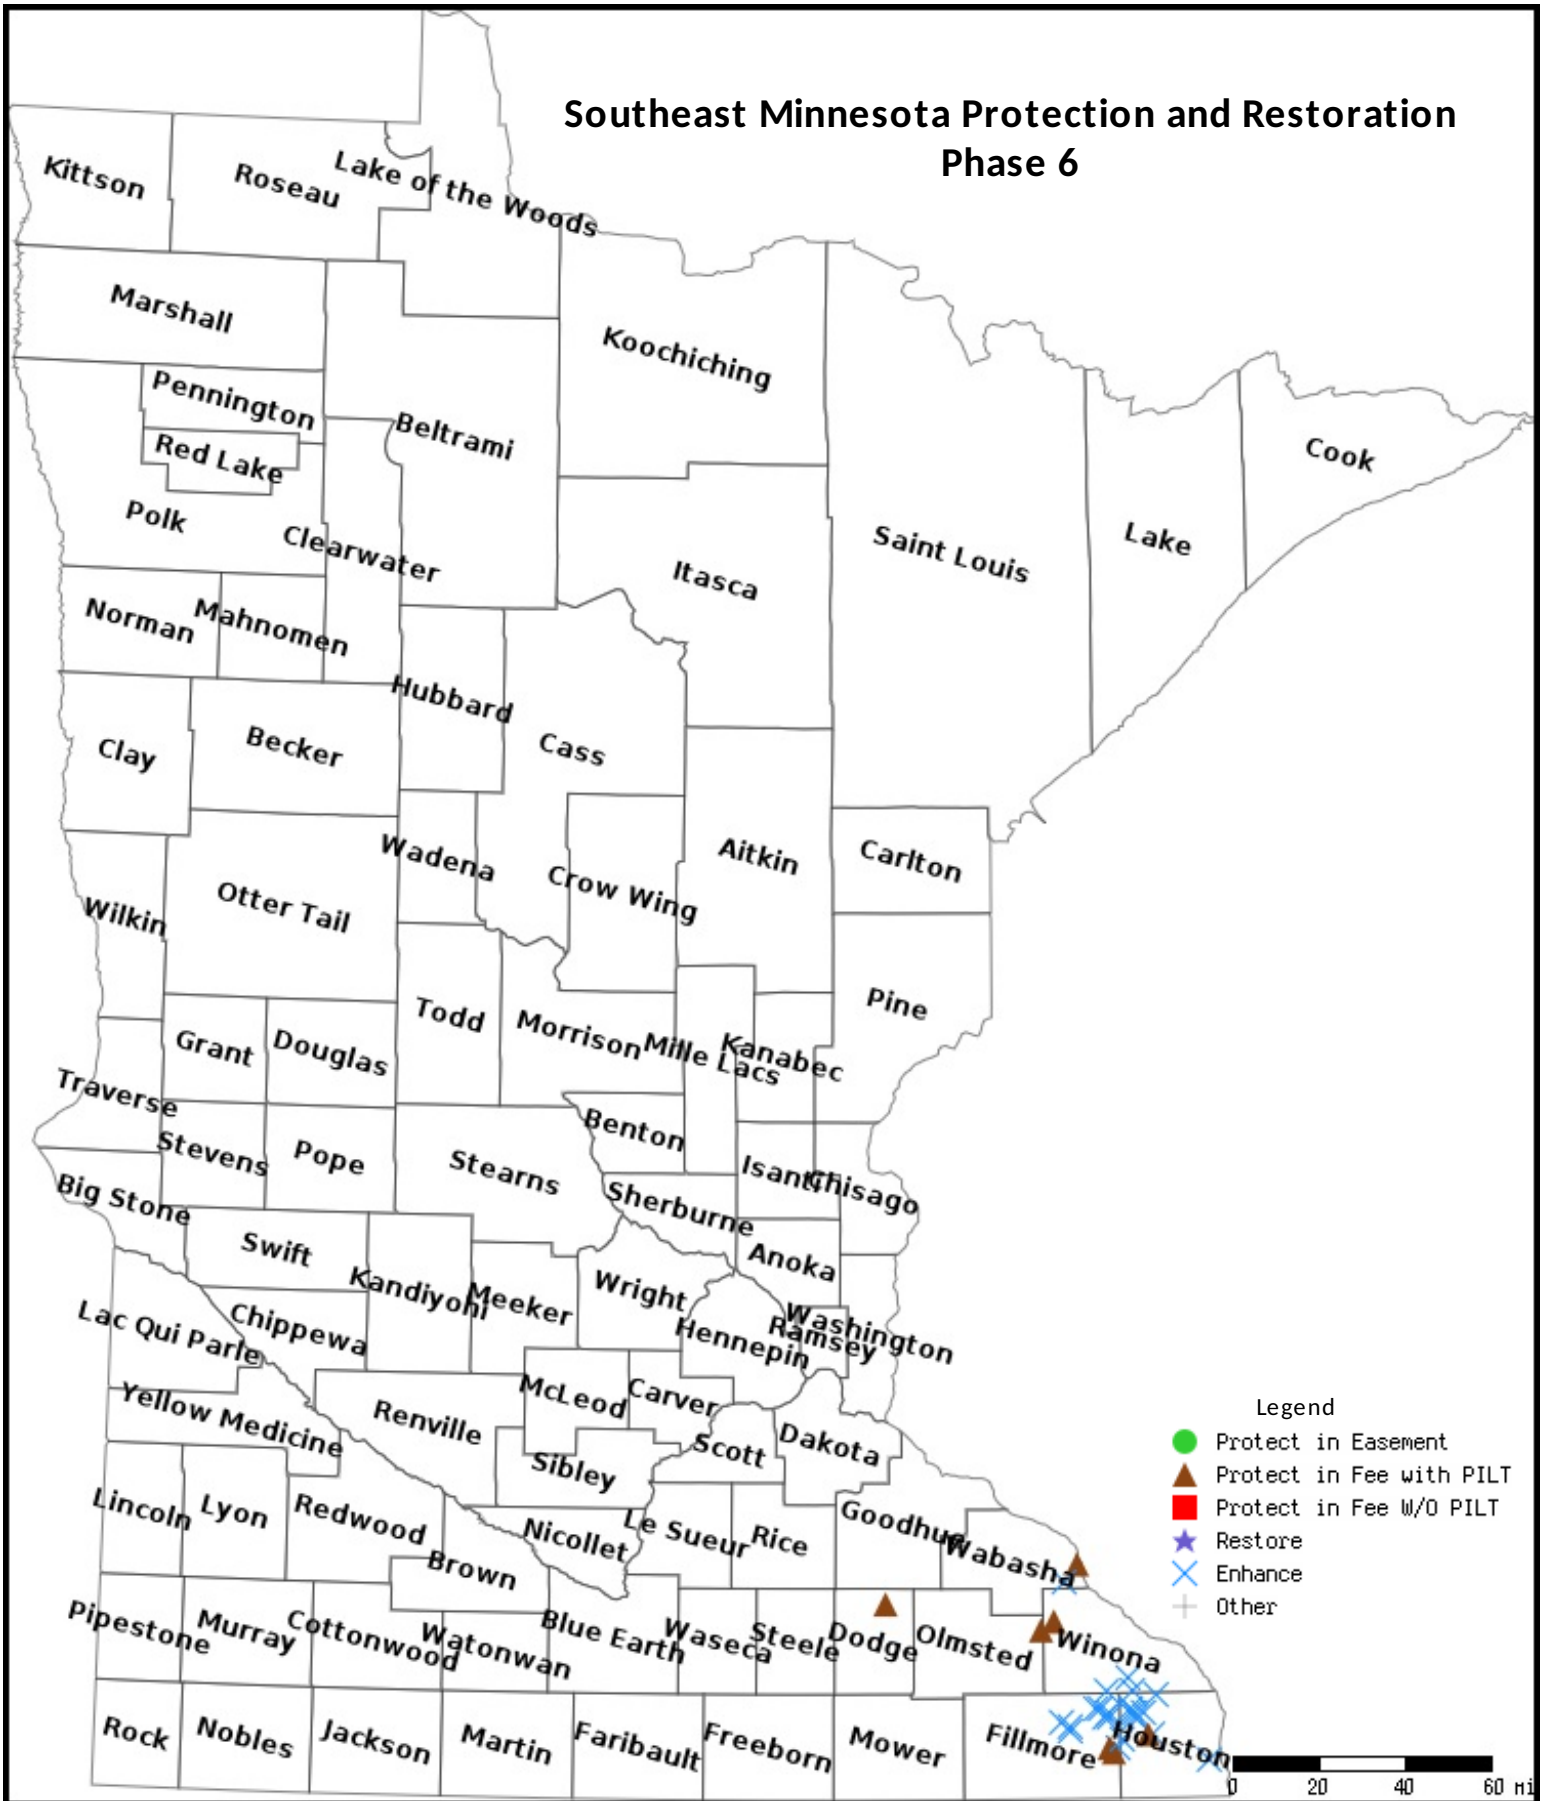 Southeast Minnesota Protection and Restoration
Phase 6
Kittson
Roseau
Lake of the Woods
Marshall
Koochiching
Pennington
Beltrami
Red Lake
Cook
Polk
Clearwater
Saint Louis
Lake
Itasca
Norman
Mahnomen
Hubbard
Clay
Becker
Cass
Wadena
Aitkin
Carlton
Wilkin
Otter Tail
Crow Wing
Pine
Grant
Douglas
Todd
Morrison
Mille Lacs
Kanabec
Traverse
Stevens
Pope
Stearns
Benton
Isanti
Chisago
Big Stone
Swift
Sherburne
Anoka
Kandiyohi
Meeker
Wright
Washington
Ramsey
Hennepin
Lac Qui Parle
Chippewa
McLeod
Carver
Yellow Medicine
Renville
Scott
Dakota
Sibley
Lincoln
Lyon
Redwood
Nicollet
Le Sueur
Rice
Goodhue
Wabasha
Brown
Pipestone
Murray
Cottonwood
Watonwan
Blue Earth
Waseca
Steele
Dodge
Olmsted
Winona
Rock
Nobles
Jackson
Martin
Faribault
Freeborn
Mower
Fillmore
Houston
Legend
Protect in Easement
Protect in Fee with PILT
Protect in Fee W/O PILT
Restore
Enhance
Other
0 20 40 60 mi